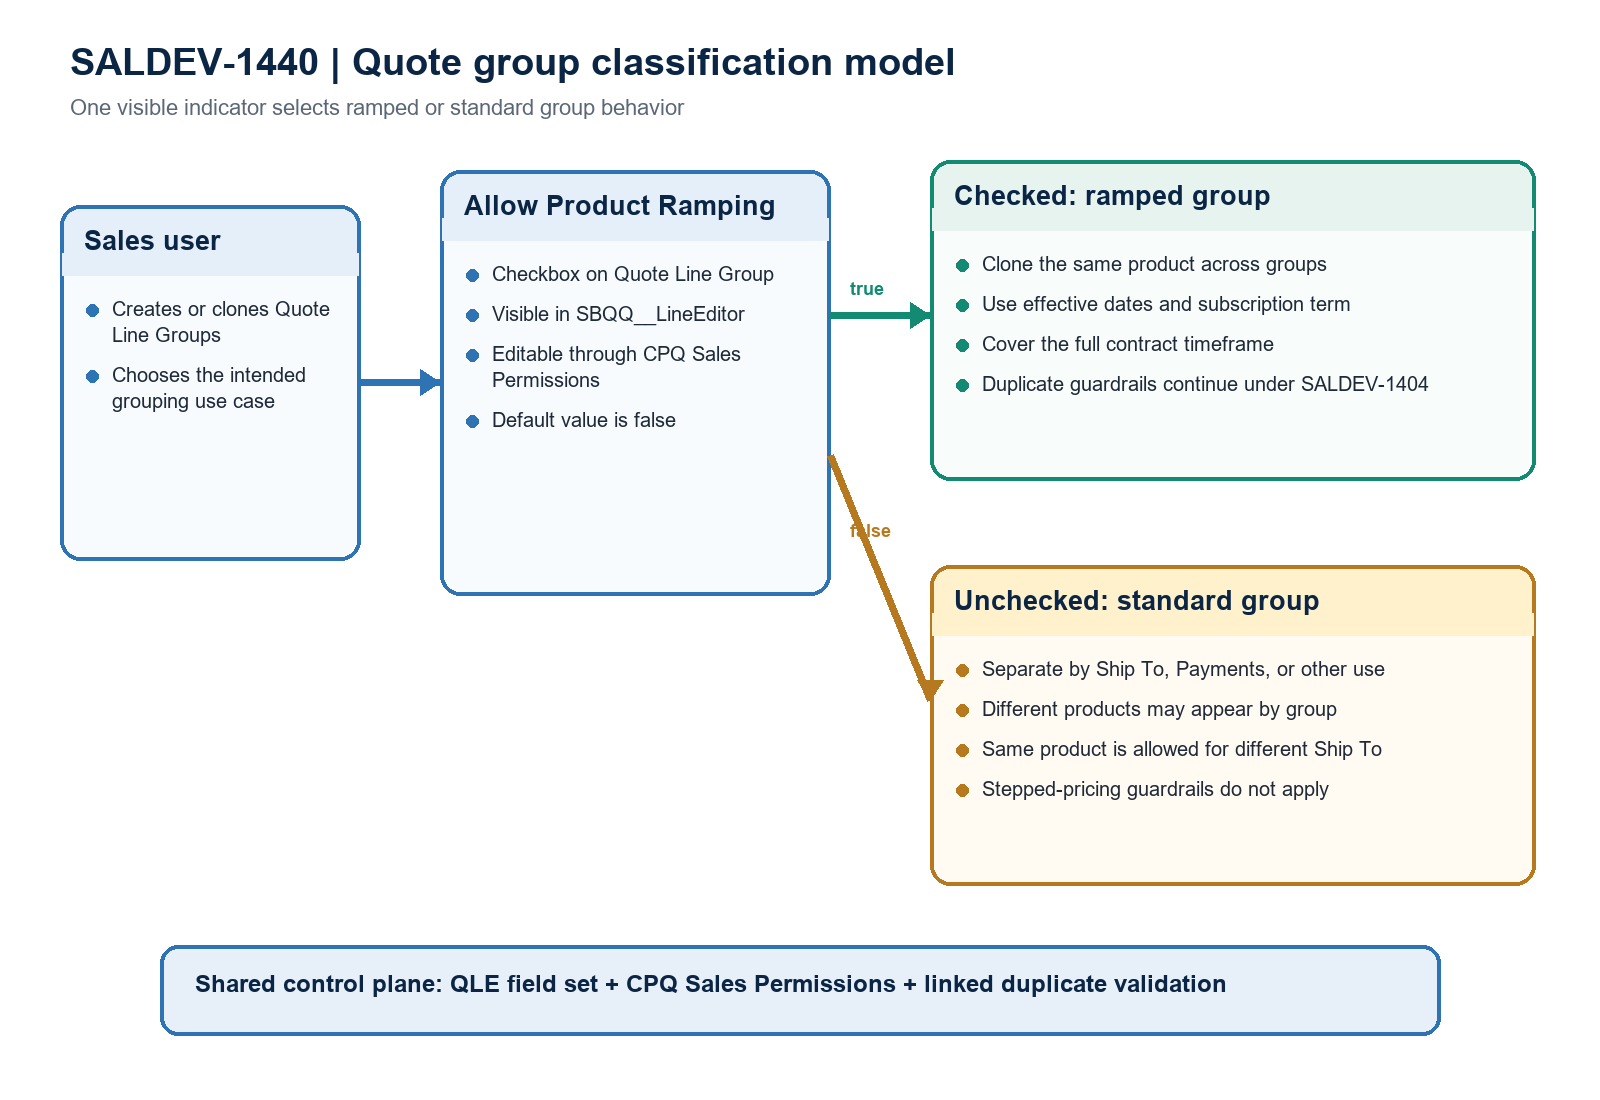 SALDEV-1440 | Quote group classification model
One visible indicator selects ramped or standard group behavior
Sales user
Creates or clones Quote
Line Groups
Chooses the intended
grouping use case
Allow Product Ramping
Checkbox on Quote Line Group
Visible in SBQQ__LineEditor
Editable through CPQ Sales
Permissions
Default value is false
true
false
Checked: ramped group
Clone the same product across groups
Use effective dates and subscription term
Cover the full contract timeframe
Duplicate guardrails continue under SALDEV-1404
Unchecked: standard group
Separate by Ship To, Payments, or other use
Different products may appear by group
Same product is allowed for different Ship To
Stepped-pricing guardrails do not apply
Shared control plane: QLE field set + CPQ Sales Permissions + linked duplicate validation